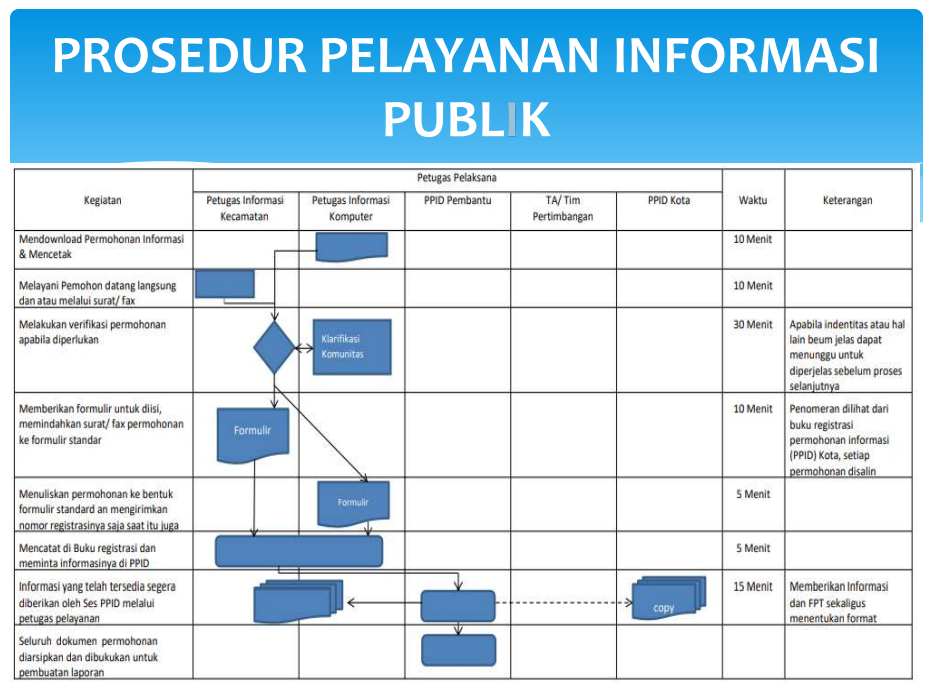 PROSEDUR PELAYANAN INFORMASI
PUBLIK
Kegiatan
Petugas Pelaksana
Waktu
Keterangan
Petugas Informasi
Kecamatan
Petugas Informasi
Komputer
PPID Pembantu
TA/ Tim
Pertimbangan
PPID Kota
Mendownload Permohonan Informasi
& Mencetak
10 Menit
Melayani Pemohon datang langsung
dan atau melalui surat/ fax
10 Menit
Melakukan verifikasi permohonan
apabila diperlukan
Klarifikasi
Komunitas
30 Menit
Apabila indentitas atau hal
lain beum jelas dapat
menunggu untuk
diperjelas sebelum proses
selanjutnya
Memberikan formulir untuk diisi,
memindahkan surat/ fax permohonan
ke formulir standar
Formulir
10 Menit
Penomeran dilihat dari
buku registrasi
permohonan informasi
(PPID) Kota, setiap
permohonan disalin
Menuliskan permohonan ke bentuk
formulir standard an mengirimkan
nomor registrasinya saja saat itu juga
Formulir
5 Menit
Mencatat di Buku registrasi dan
meminta informasinya di PPID
5 Menit
Informasi yang telah tersedia segera
diberikan oleh Ses PPID melalui
petugas pelayanan
copy
15 Menit
Memberikan Informasi
dan FPT sekaligus
menentukan format
Seluruh dokumen permohonan
diarsipkan dan dibukukan untuk
pembuatan laporan